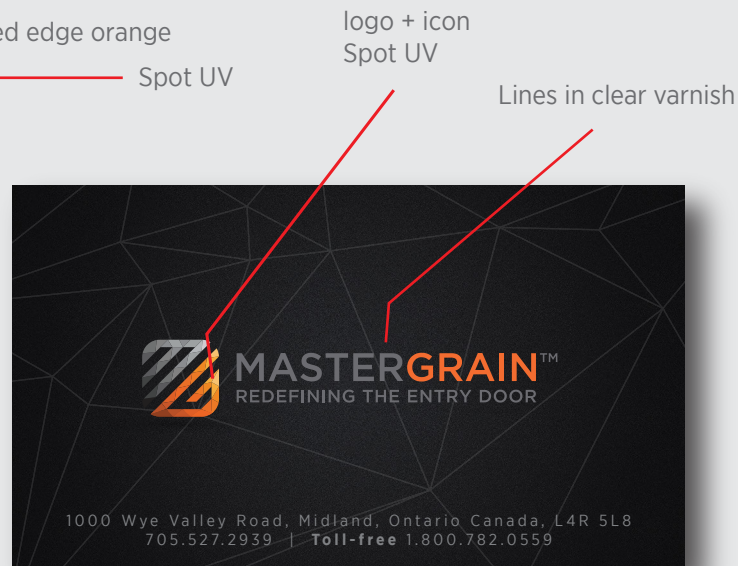 edge orange
Spot UV
logo + icon
Spot UV
Lines in clear varnish
MASTERGRAIN™
REDEFINING THE ENTRY DOOR
1000 Wye Valley Road, Midland, Ontario Canada, L4R 5L8
705.527.2939 | Toll-free 1.800.782.0559